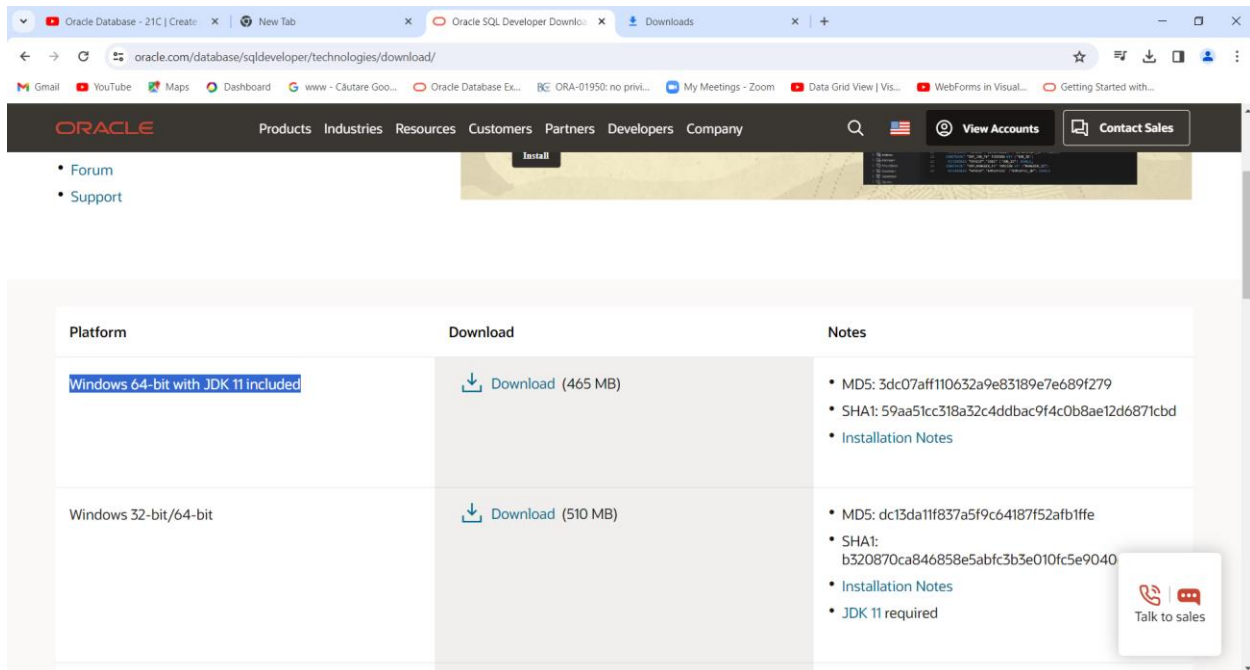 Oracle Database - 21C | Create
New Tab
Oracle SQL Developer Downloa
Downloads
oracle.com/database/sqldeveloper/technologies/download/
Gmail YouTube Maps Dashboard www - Căutare Goo... Oracle Database Ex... ORA-01950: no privi... My Meetings - Zoom Data Grid View | Vis... WebForms in Visual... Getting Started with...
ORACLE Products Industries Resources Customers Partners Developers Company View Accounts Contact Sales
Install
• Forum
• Support
Platform Download Notes
Windows 64-bit with JDK 11 included Download (465 MB) • MD5: 3dc07aff110632a9e83189e7e689f279
• SHA1: 59aa51cc318a32c4ddbac9f4c0b8ae12d6871cbd
• Installation Notes
Windows 32-bit/64-bit Download (510 MB) • MD5: dc13da11f837a5f9c64187f52afb1ffe
• SHA1:
b320870ca846858e5abfc3b3e010fc5e9040
• Installation Notes
• JDK 11 required
Talk to sales